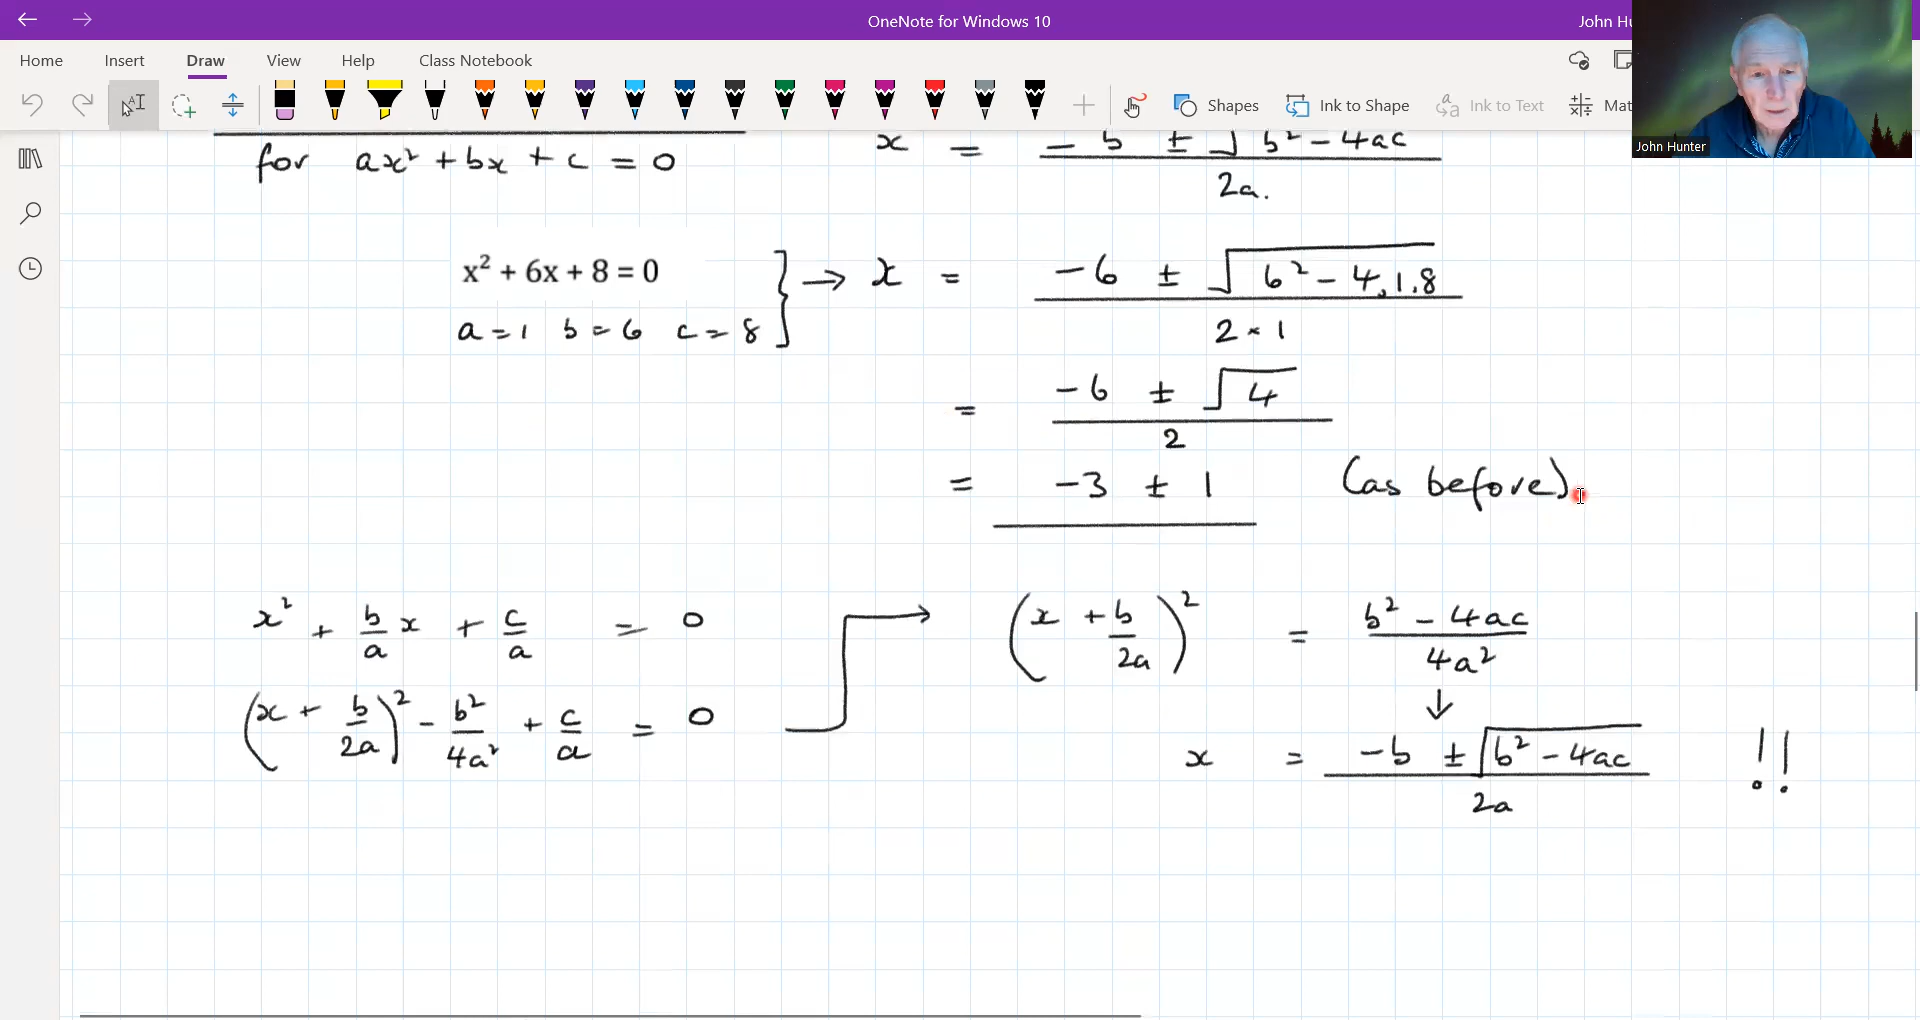 OneNote for Windows 10
John Hu
Home Insert Draw View Help Class Notebook
Shapes Ink to Shape Ink to Text Mat
John Hunter
for ax² + bx + c = 0
x = - b ± √ b² - 4ac / 2a.
x² + 6x + 8 = 0
a = 1 b = 6 c = 8
→ x = -6 ± √ 6² - 4.1.8 / 2 × 1
= -6 ± √ 4 / 2
= -3 ± 1 (as before)
x² + b/a x + c/a = 0
(x + b/2a)² - b²/4a² + c/a = 0
(x + b/2a)² = b² - 4ac / 4a²
↓
x = -b ± √ b² - 4ac / 2a !!